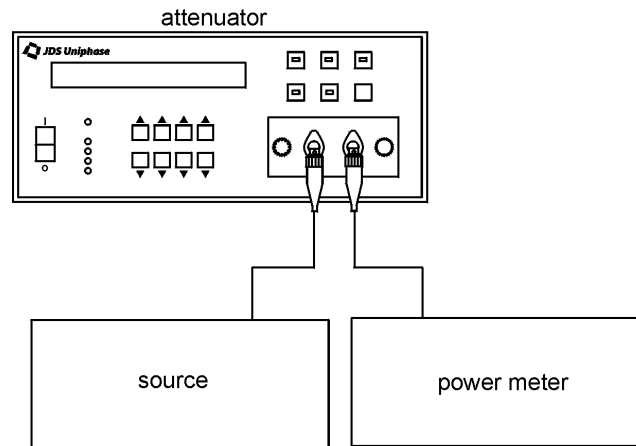 attenuator
JDS Uniphase
I
O
source
power meter